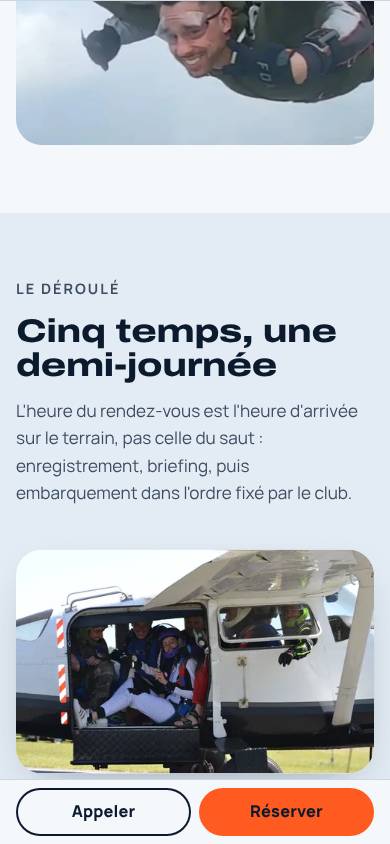 LE DÉROULÉ
Cinq temps, une
demi-journée
L'heure du rendez-vous est l'heure d'arrivée
sur le terrain, pas celle du saut :
enregistrement, briefing, puis
embarquement dans l'ordre fixé par le club.
Appeler
Réserver